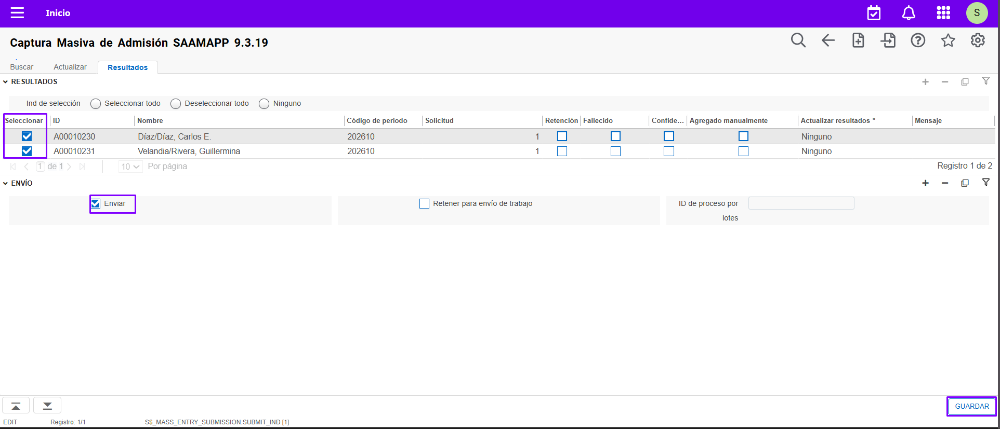 Inicio
S
Captura Masiva de Admisión SAAMAPP 9.3.19
Buscar Actualizar Resultados
RESULTADOS
Ind de selección Seleccionar todo Deseleccionar todo Ninguno
Seleccionar ID Nombre Código de periodo Solicitud Retención Fallecido Confide... Agregado manualmente Actualizar resultados * Mensaje
A00010230 Díaz/Díaz, Carlos E. 202610 1 Ninguno
A00010231 Velandia/Rivera, Guillermina 202610 1 Ninguno
1 de 1 10 Por página Registro 1 de 2
ENVÍO
Enviar Retener para envío de trabajo ID de proceso por
lotes
GUARDAR
EDIT Registro: 1/1 S$_MASS_ENTRY_SUBMISSION.SUBMIT_IND [1]